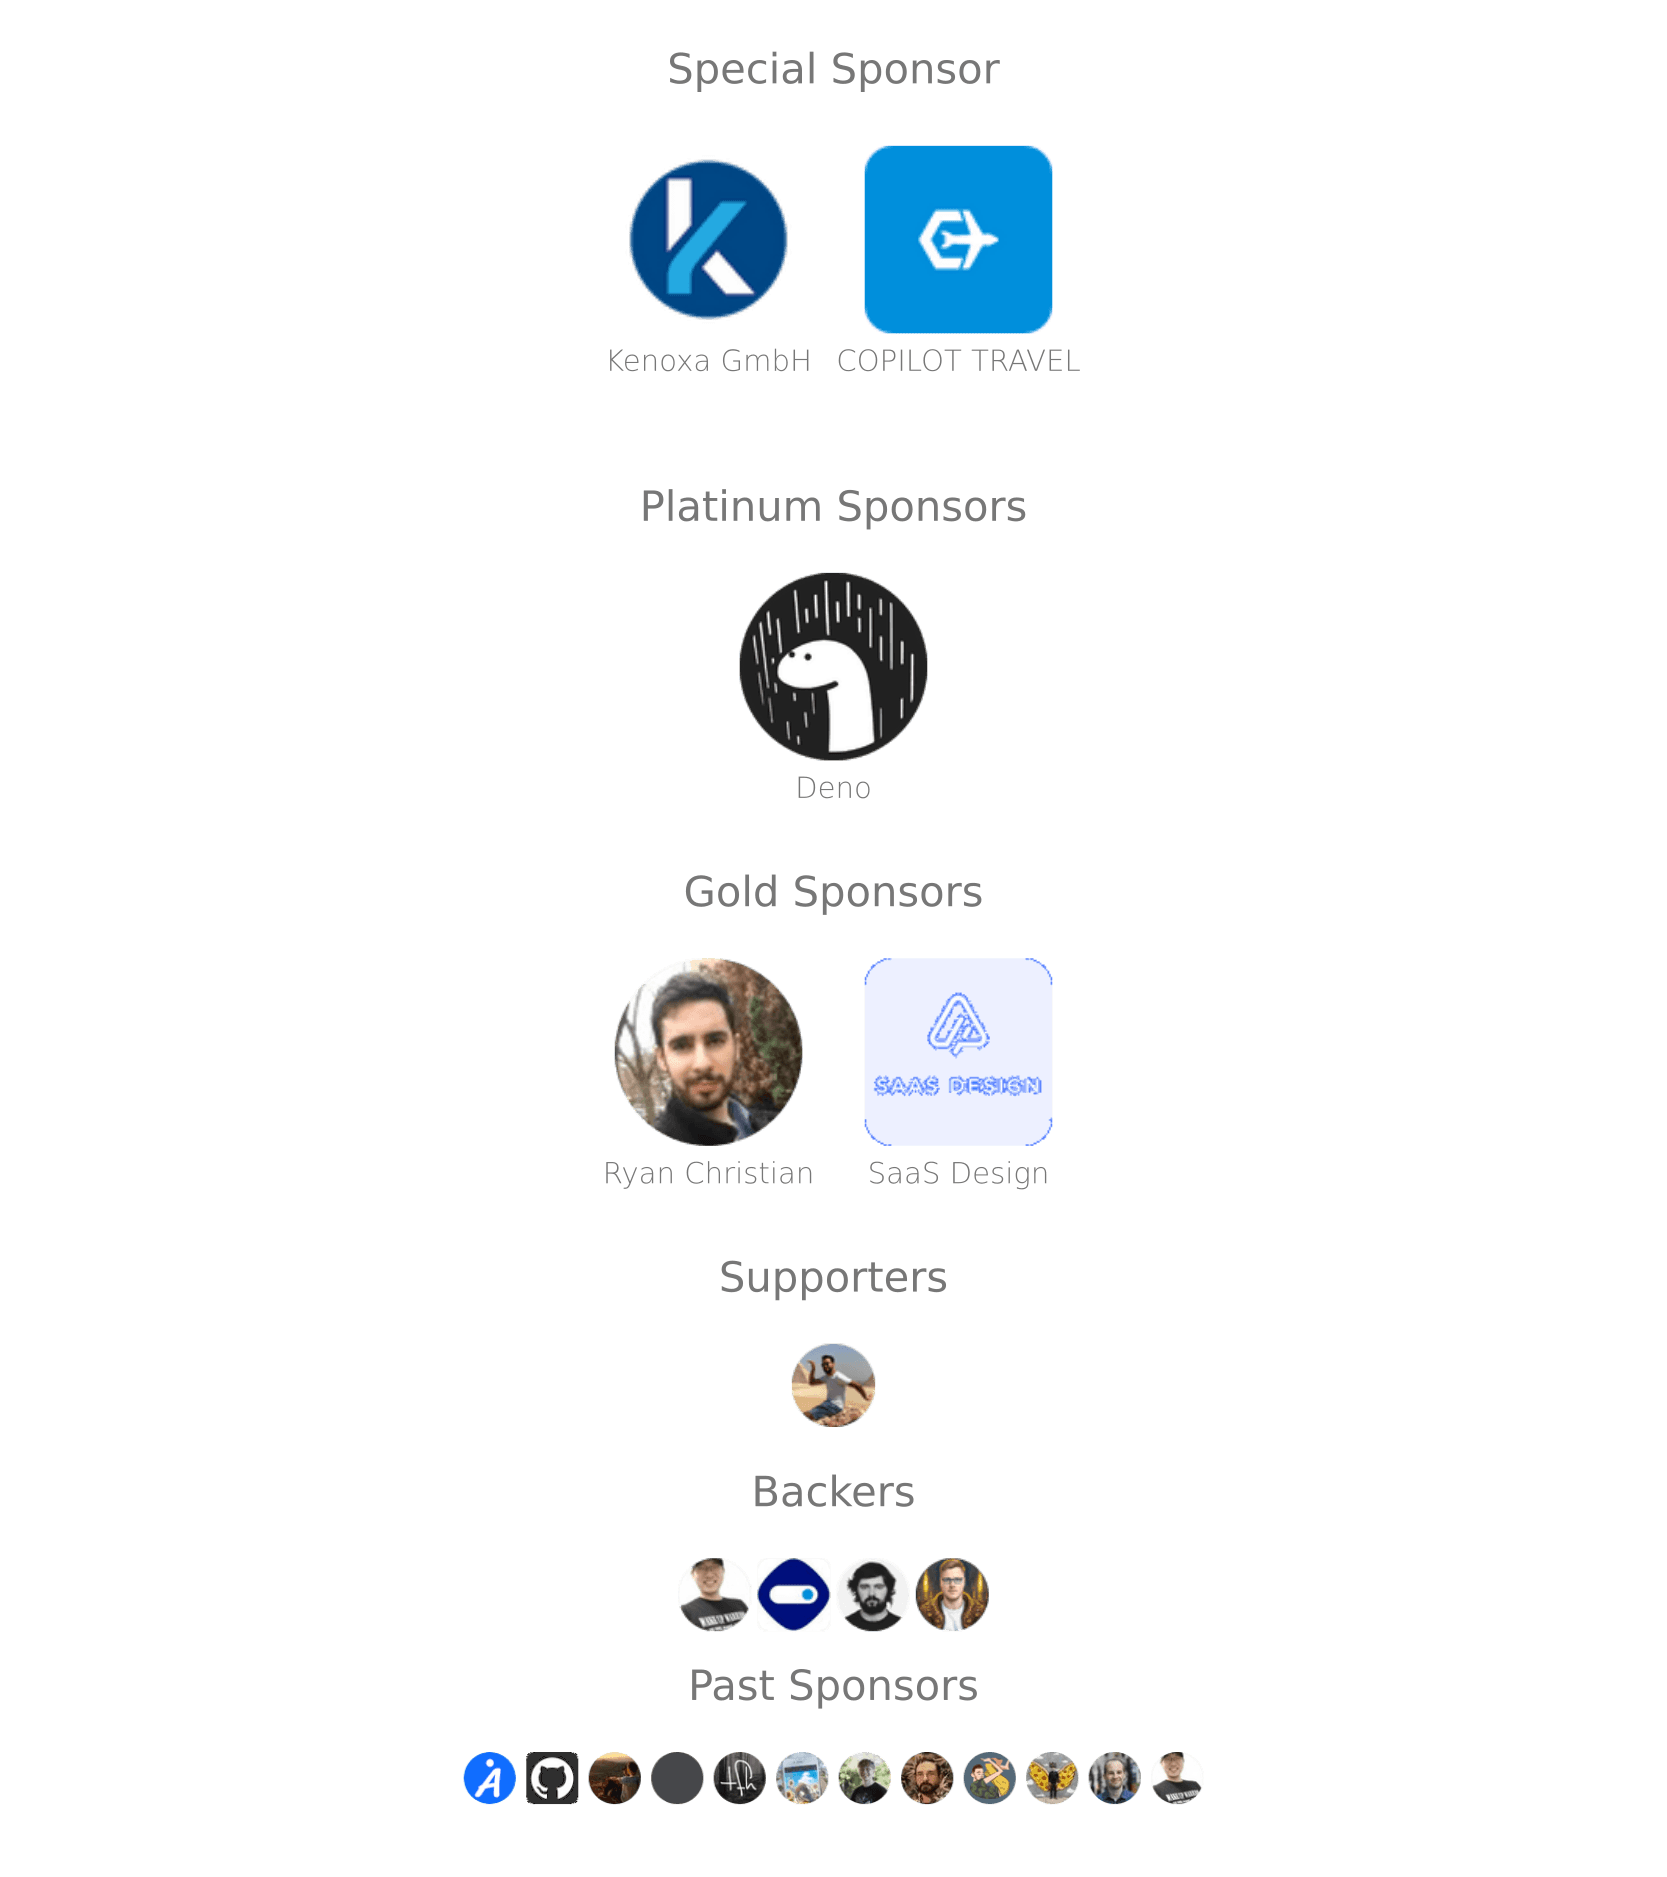 Special Sponsor
Kenoxa GmbH COPILOT TRAVEL
Platinum Sponsors
Deno
Gold Sponsors
SAAS DESIGN
Ryan Christian SaaS Design
Supporters
Backers
Past Sponsors